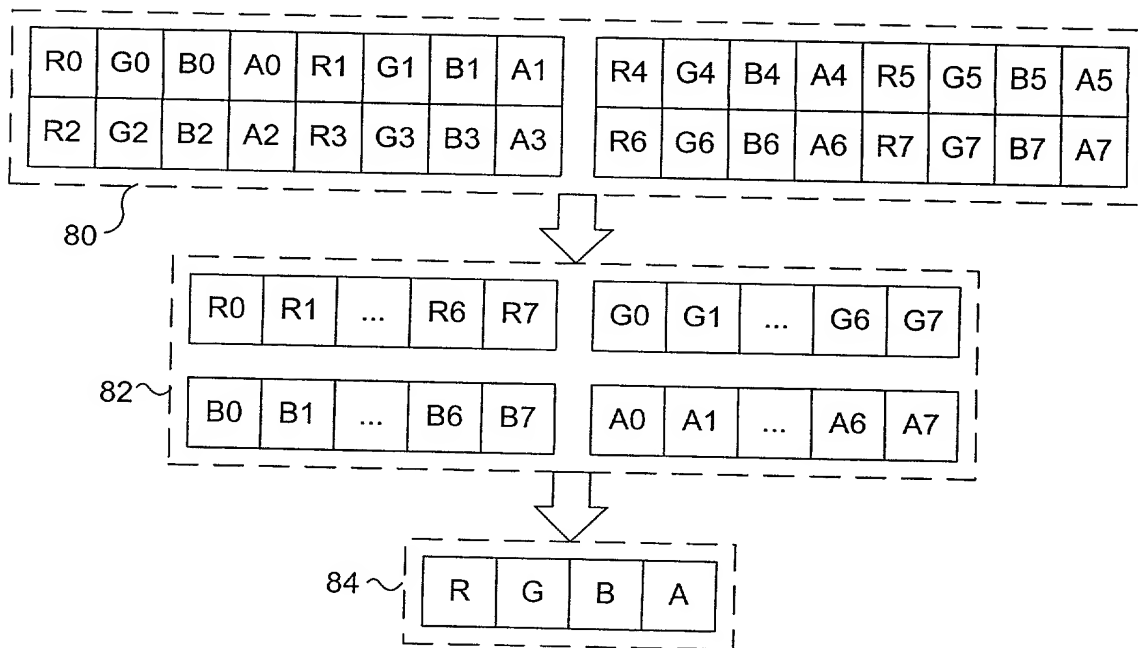 R0 G0 B0 A0 R1 G1 B1 A1 R4 G4 B4 A4 R5 G5 B5 A5
R2 G2 B2 A2 R3 G3 B3 A3 R6 G6 B6 A6 R7 G7 B7 A7
80
R0 R1 ... R6 R7 G0 G1 ... G6 G7
82
B0 B1 ... B6 B7 A0 A1 ... A6 A7
84
R G B A